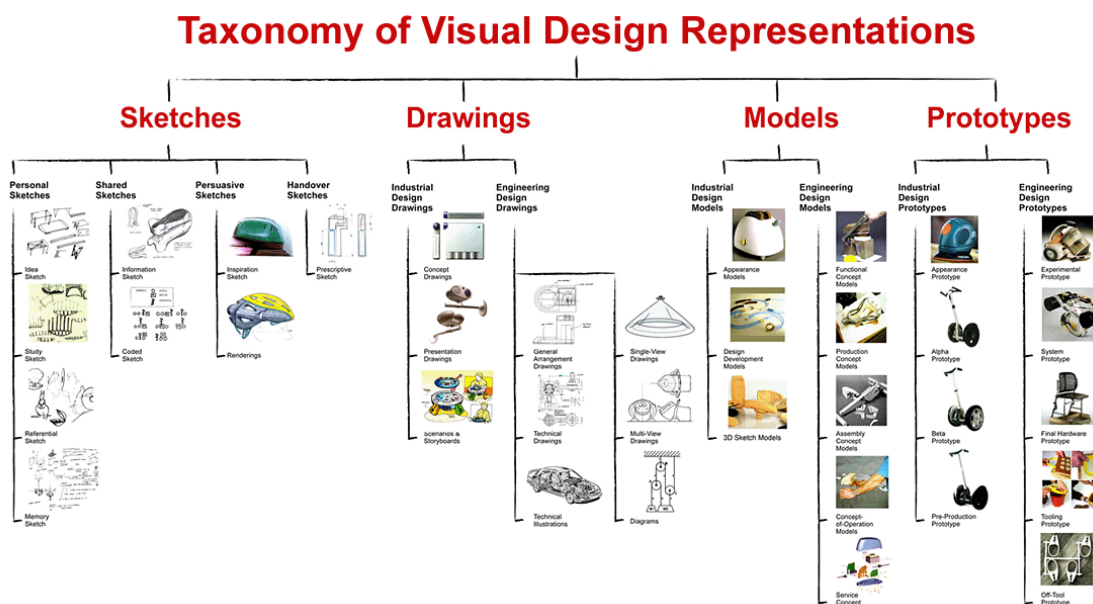 Taxonomy of Visual Design Representations
Sketches
Drawings
Models
Prototypes
Personal
Sketches
Shared
Sketches
Persuasive
Sketches
Handover
Sketches
Industrial
Design
Drawings
Engineering
Design
Drawings
Industrial
Design
Models
Engineering
Design
Models
Industrial
Design
Prototypes
Engineering
Design
Prototypes
Idea
Sketch
Information
Sketch
Inspiration
Sketch
Prescriptive
Sketch
Concept
Drawings
Appearance
Models
Functional
Concept
Models
Appearance
Prototype
Experimental
Prototype
Study
Sketch
Coded
Sketch
Renderings
Presentation
Drawings
General
Arrangement
Drawings
Single-View
Drawings
Design
Development
Models
Production
Concept
Models
Alpha
Prototype
System
Prototype
Referential
Sketch
Scenarios &
Storyboards
Technical
Drawings
Multi-View
Drawings
3D Sketch Models
Assembly
Concept
Models
Beta
Prototype
Final Hardware
Prototype
Memory
Sketch
Technical
Illustrations
Diagrams
Concept-
of-Operation
Models
Pre-Production
Prototype
Tooling
Prototype
Service
Concept
Off-Tool
Prototype